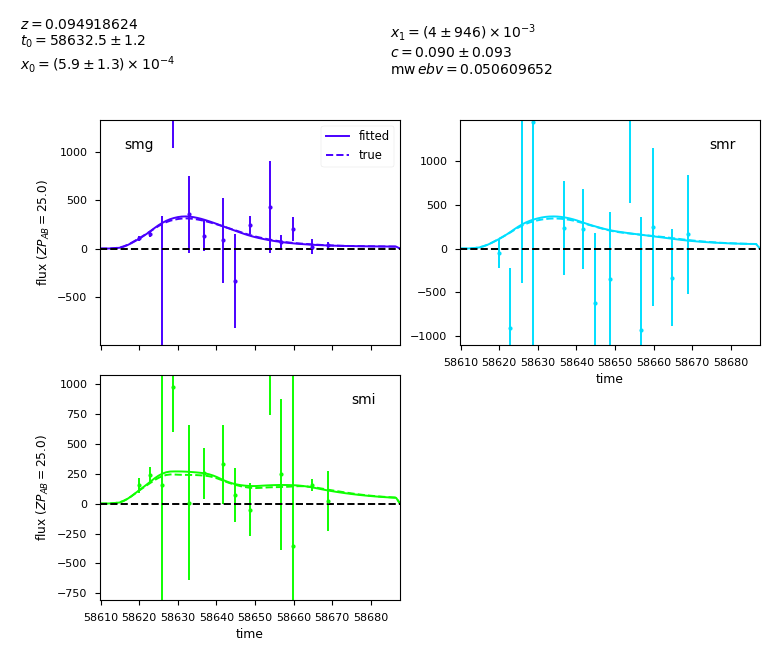 z = 0.094918624
t₀ = 58632.5 ± 1.2
x₀ = (5.9 ± 1.3) × 10⁻⁴
x₁ = (4 ± 946) × 10⁻³
c = 0.090 ± 0.093
mw ebv = 0.050609652
smg
fitted
true
1000
500
0
−500
flux (ZP_AB = 25.0)
smr
1000
500
0
−500
−1000
58610 58620 58630 58640 58650 58660 58670 58680
time
smi
1000
750
500
250
0
−250
−500
−750
flux (ZP_AB = 25.0)
58610 58620 58630 58640 58650 58660 58670 58680
time